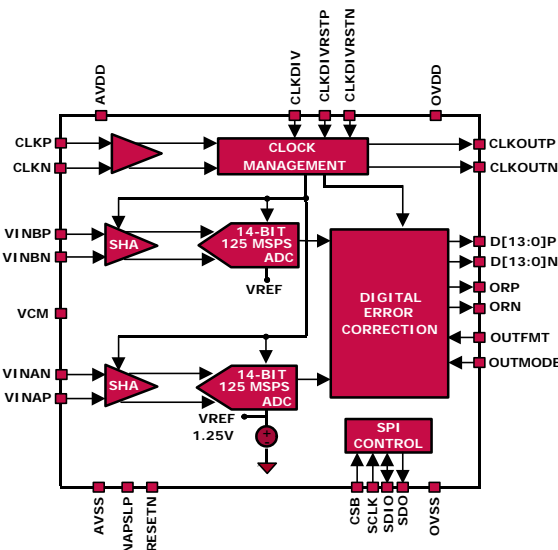 AVDD
CLKDIV
CLKDIVRSTP
CLKDIVRSTN
OVDD
CLKP
CLKN
CLOCK
MANAGEMENT
CLKOUTP
CLKOUTN
VINBP
VINBN
SHA
14-BIT
125 MSPS
ADC
VREF
VCM
DIGITAL
ERROR
CORRECTION
D[13:0]P
D[13:0]N
ORP
ORN
OUTFMT
OUTMODE
VINAN
VINAP
SHA
14-BIT
125 MSPS
ADC
VREF
1.25V
+
SPI
CONTROL
AVSS
NAPSLP
RESETN
CSB
SCLK
SDIO
SDO
OVSS